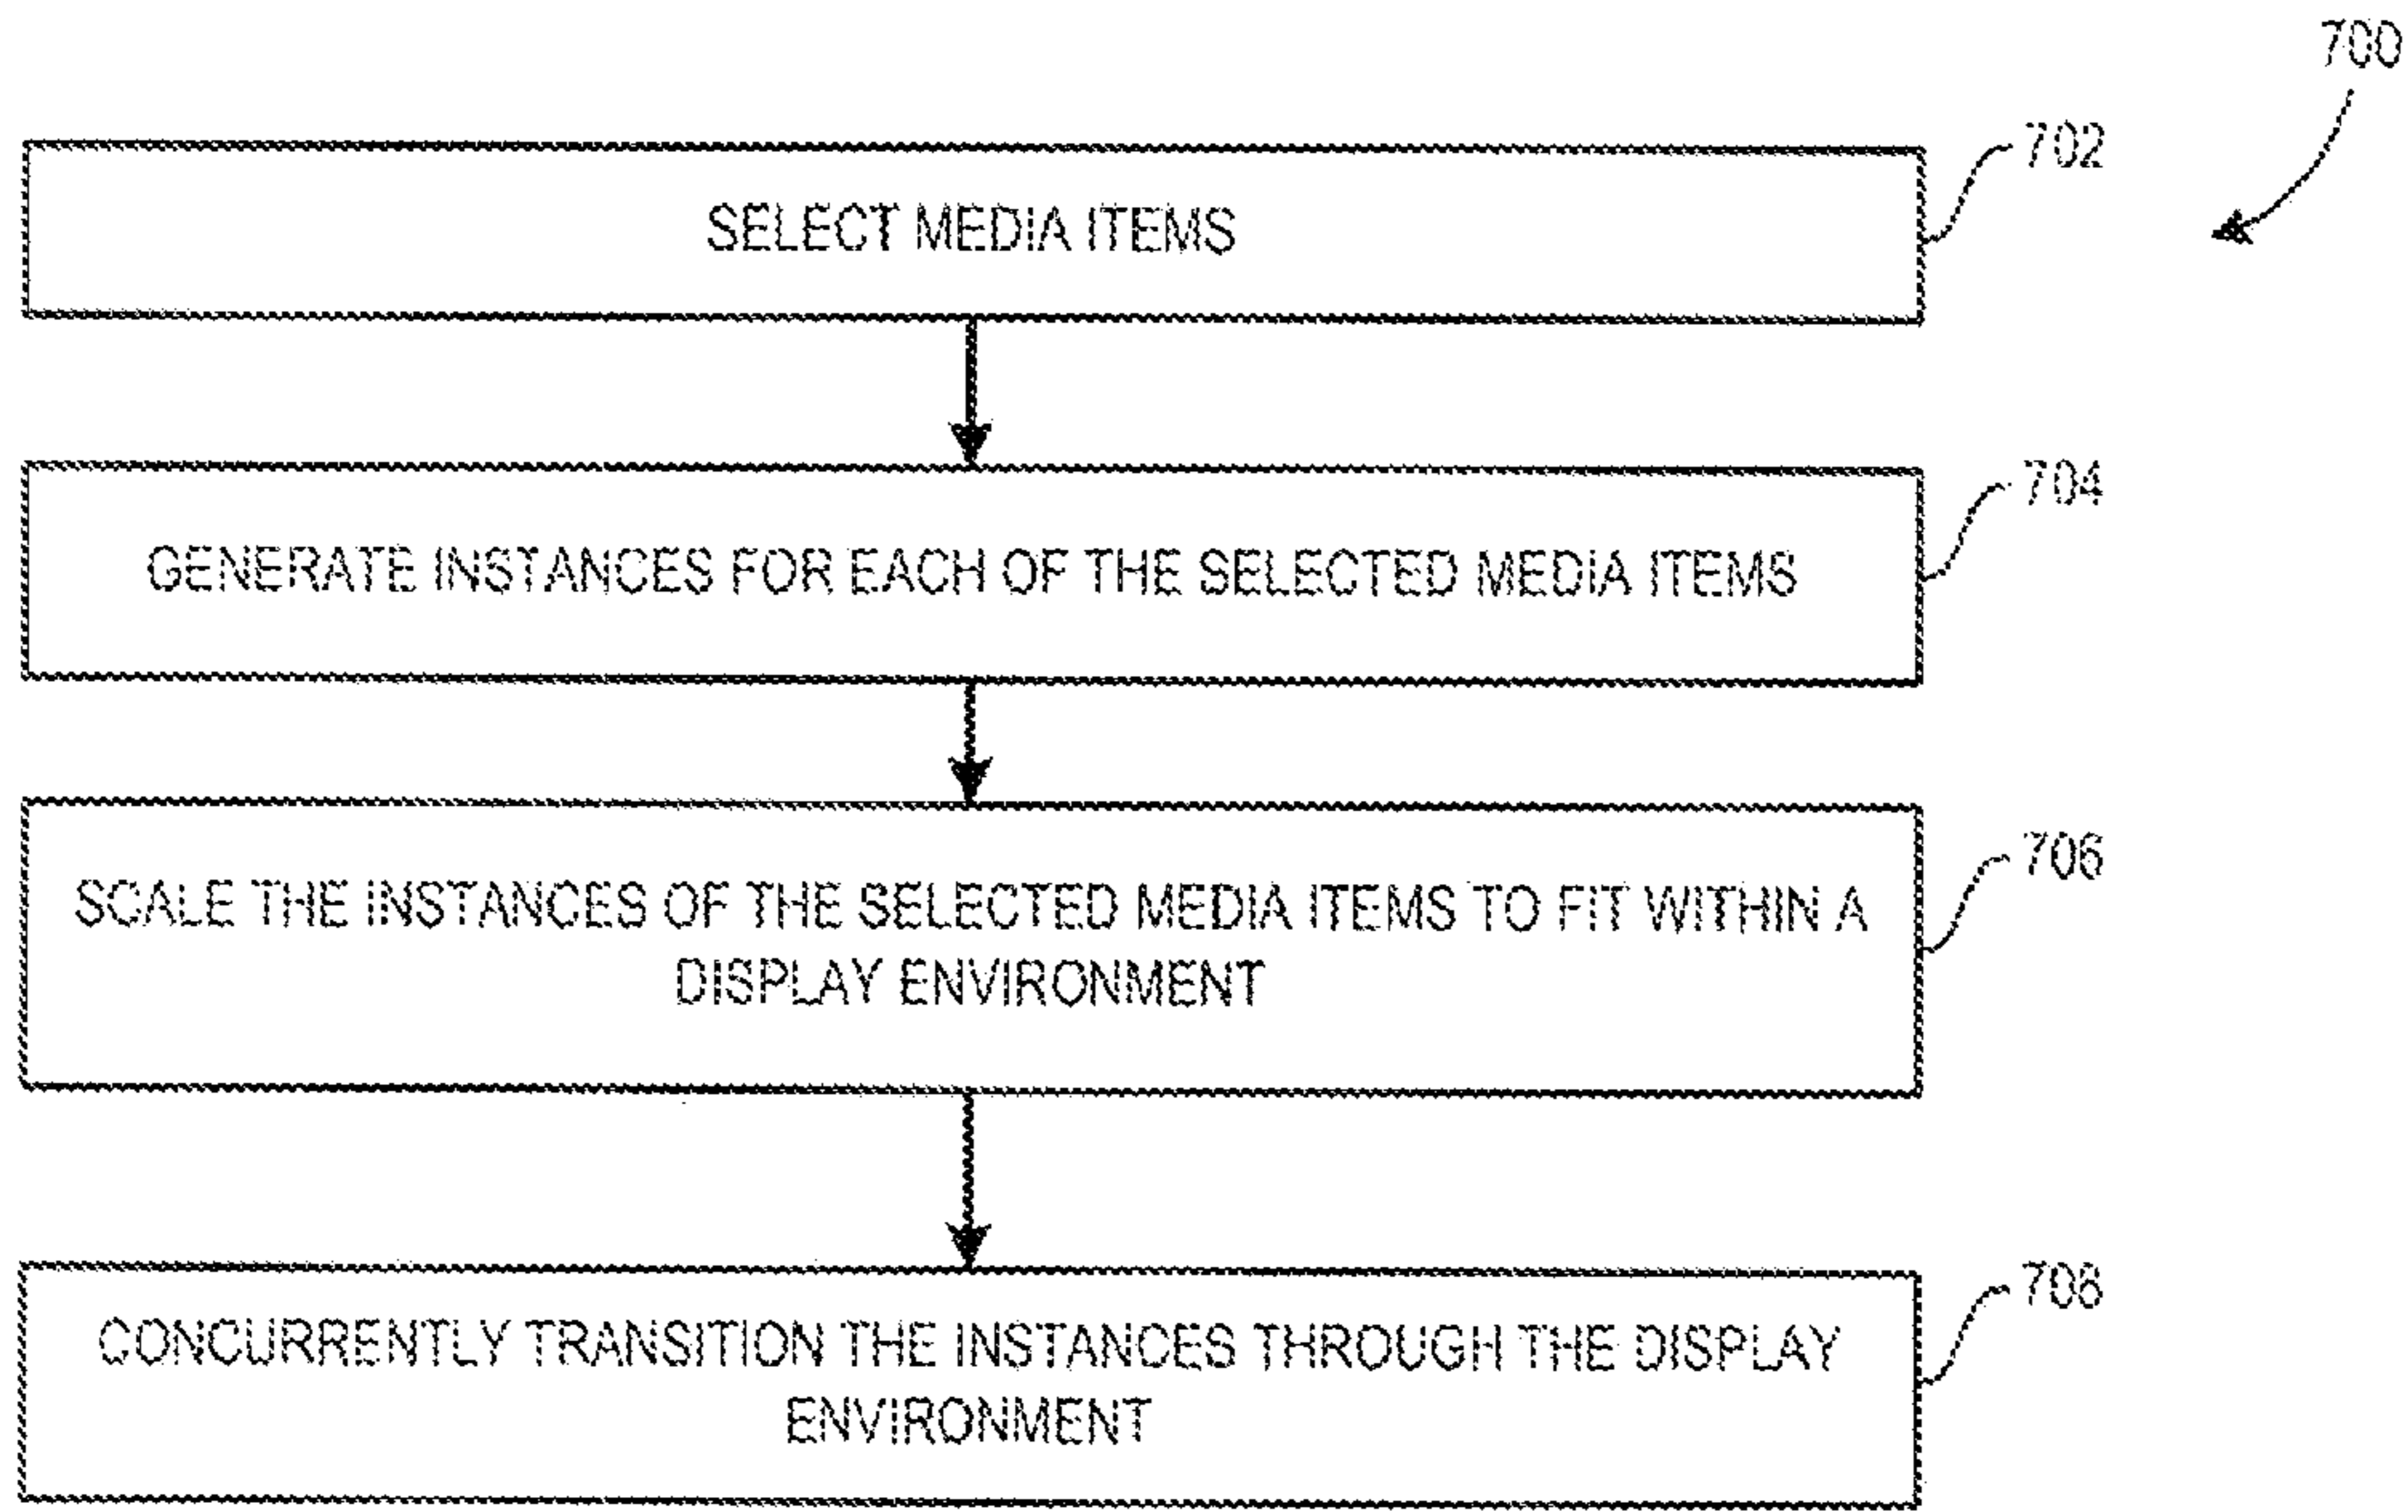 700
702
SELECT MEDIA ITEMS
704
GENERATE INSTANCES FOR EACH OF THE SELECTED MEDIA ITEMS
706
SCALE THE INSTANCES OF THE SELECTED MEDIA ITEMS TO FIT WITHIN A
DISPLAY ENVIRONMENT
708
CONCURRENTLY TRANSITION THE INSTANCES THROUGH THE DISPLAY
ENVIRONMENT